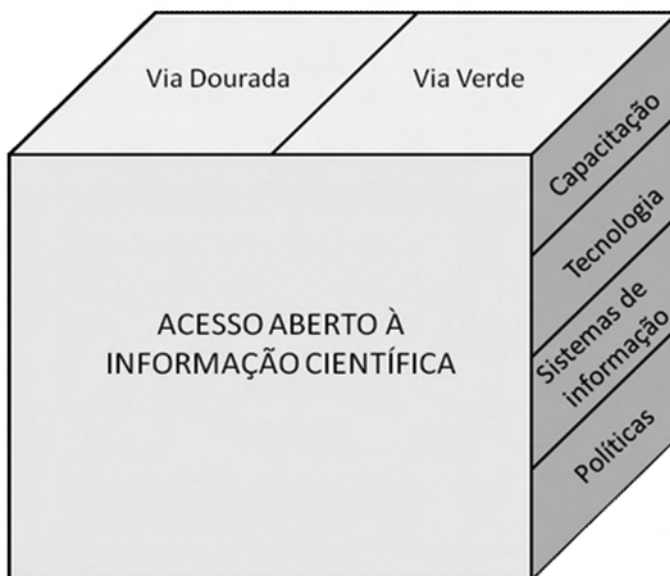 Via Dourada
Via Verde
ACESSO ABERTO À
INFORMAÇÃO CIENTÍFICA
Capacitação
Tecnologia
Sistemas de
informação
Políticas